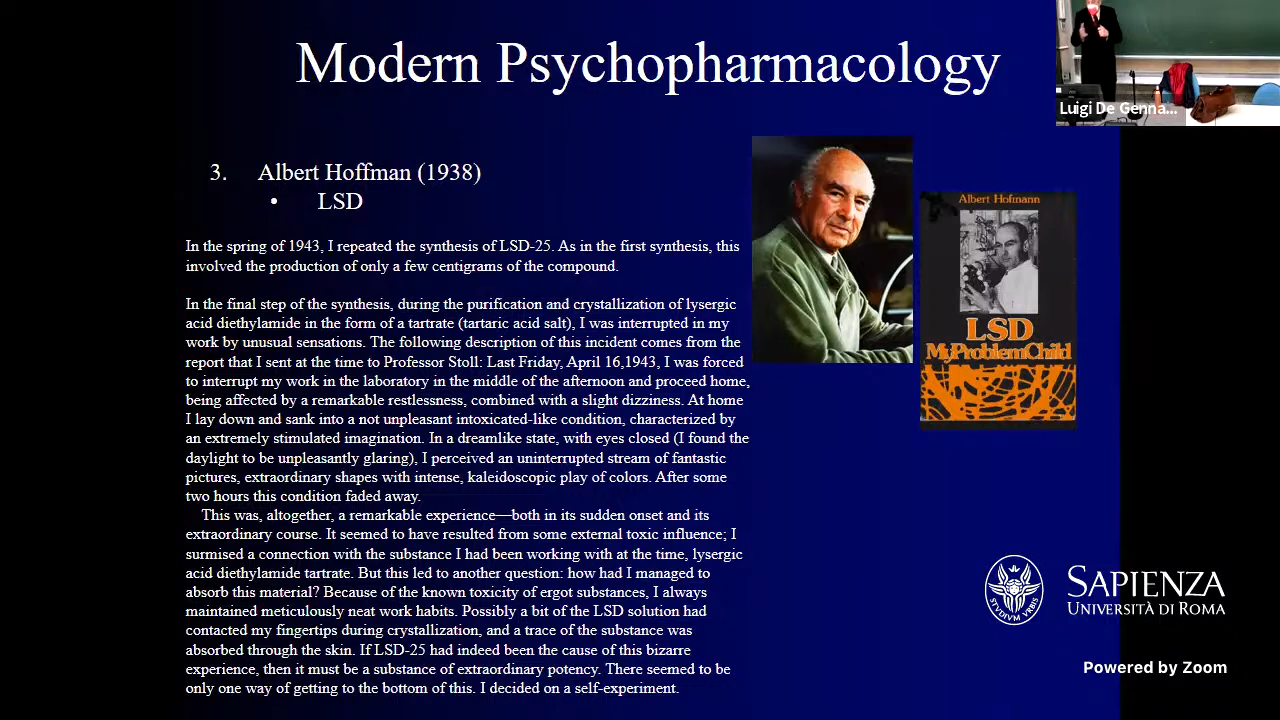 Modern Psychopharmacology
Luigi De Genna...
3. Albert Hoffman (1938)
• LSD
In the spring of 1943, I repeated the synthesis of LSD-25. As in the first synthesis, this
involved the production of only a few centigrams of the compound.
In the final step of the synthesis, during the purification and crystallization of lysergic
acid diethylamide in the form of a tartrate (tartaric acid salt), I was interrupted in my
work by unusual sensations. The following description of this incident comes from the
report that I sent at the time to Professor Stoll: Last Friday, April 16,1943, I was forced
to interrupt my work in the laboratory in the middle of the afternoon and proceed home,
being affected by a remarkable restlessness, combined with a slight dizziness. At home
I lay down and sank into a not unpleasant intoxicated-like condition, characterized by
an extremely stimulated imagination. In a dreamlike state, with eyes closed (I found the
daylight to be unpleasantly glaring), I perceived an uninterrupted stream of fantastic
pictures, extraordinary shapes with intense, kaleidoscopic play of colors. After some
two hours this condition faded away.
This was, altogether, a remarkable experience—both in its sudden onset and its
extraordinary course. It seemed to have resulted from some external toxic influence; I
surmised a connection with the substance I had been working with at the time, lysergic
acid diethylamide tartrate. But this led to another question: how had I managed to
absorb this material? Because of the known toxicity of ergot substances, I always
maintained meticulously neat work habits. Possibly a bit of the LSD solution had
contacted my fingertips during crystallization, and a trace of the substance was
absorbed through the skin. If LSD-25 had indeed been the cause of this bizarre
experience, then it must be a substance of extraordinary potency. There seemed to be
only one way of getting to the bottom of this. I decided on a self-experiment.
Albert Hofmann
LSD
My Problem Child
STVDIVM VRBIS
SAPIENZA
UNIVERSITÀ DI ROMA
Powered by Zoom